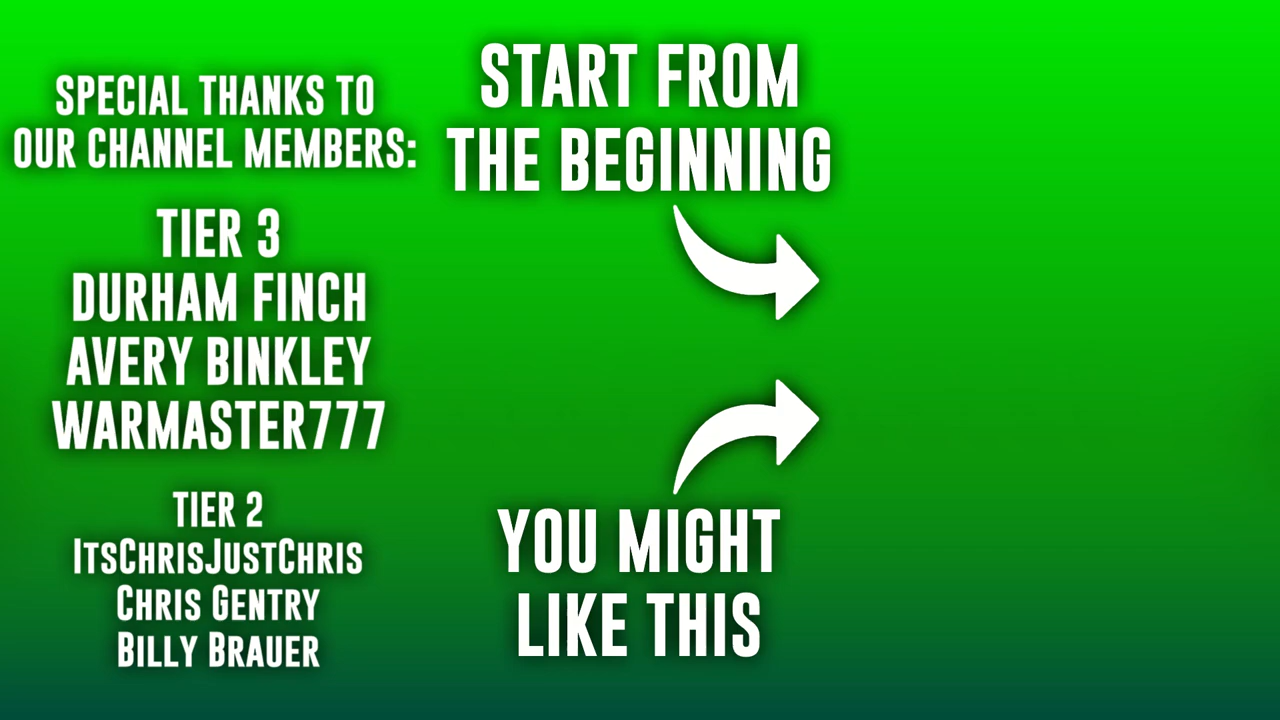 SPECIAL THANKS TO
OUR CHANNEL MEMBERS:
TIER 3
DURHAM FINCH
AVERY BINKLEY
WARMASTER777
TIER 2
ItsChrisJustChris
Chris Gentry
Billy Brauer
START FROM
THE BEGINNING
YOU MIGHT
LIKE THIS